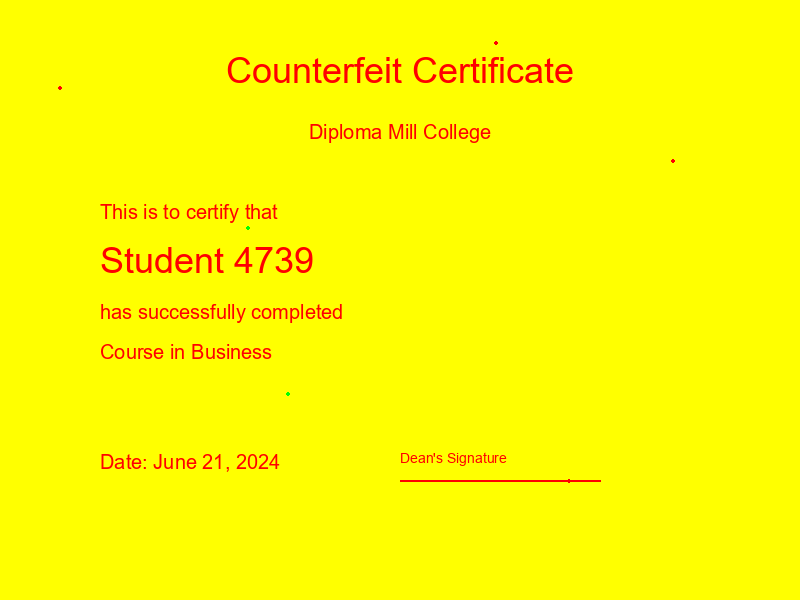 Counterfeit Certificate
Diploma Mill College
This is to certify that
Student 4739
has successfully completed
Course in Business
Date: June 21, 2024
Dean's Signature